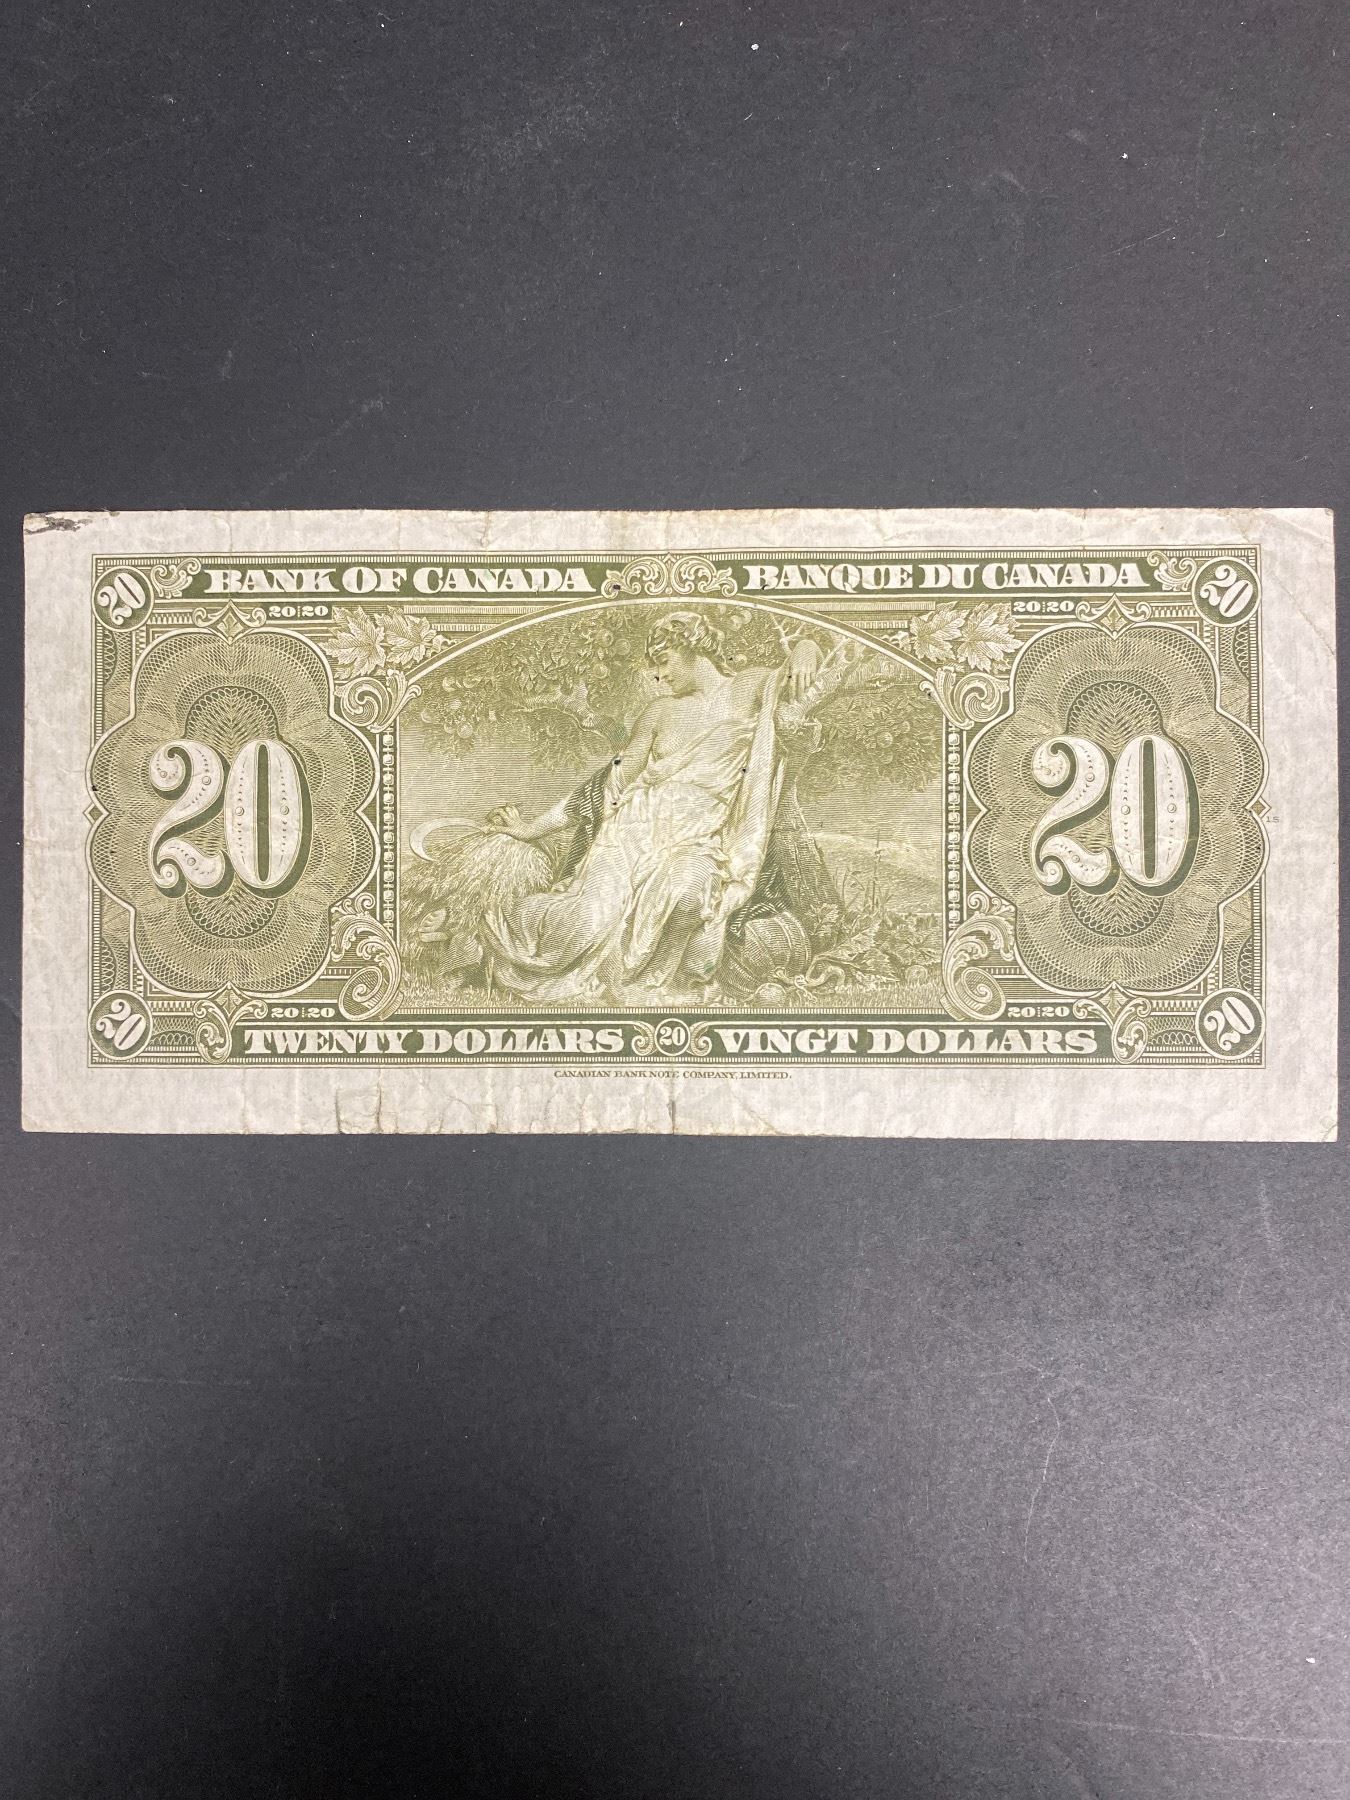 20 BANK OF CANADA BANQUE DU CANADA 20
20 20 20 20
20 20
I.S.
20 20 20 20
20 TWENTY DOLLARS 20 VINGT DOLLARS 20
CANADIAN BANK NOTE COMPANY, LIMITED.